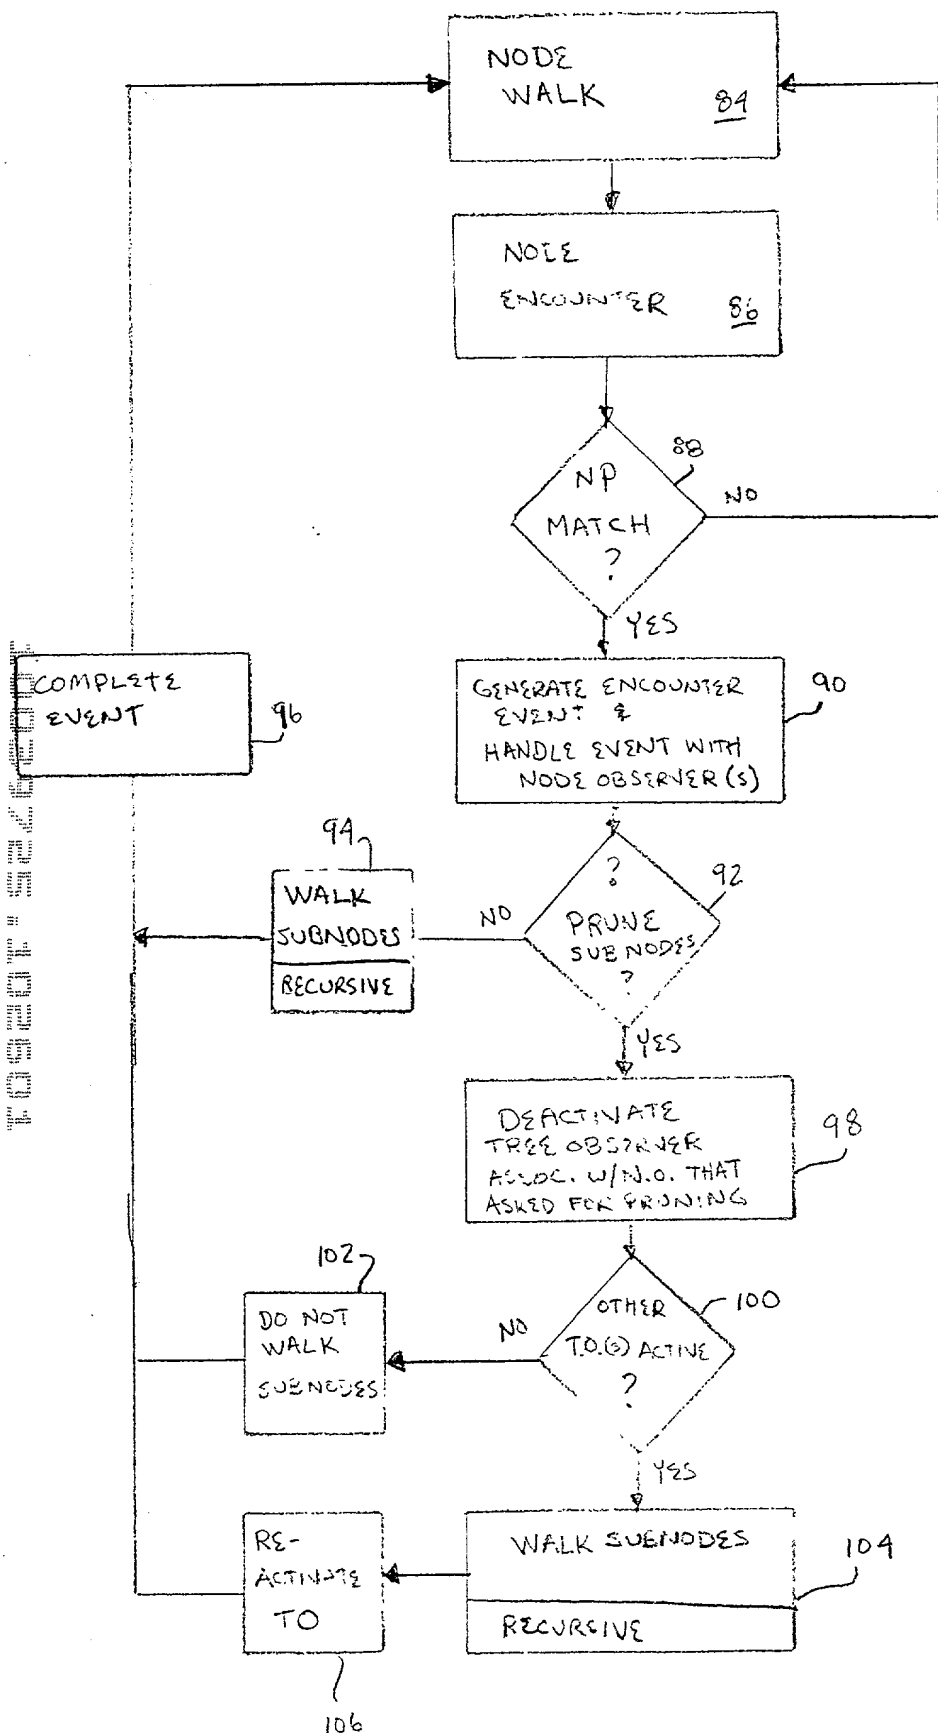 NODE
WALK
84
NODE
ENCOUNTER
86
88
NP
MATCH
?
NO
YES
COMPLETE
EVENT
96
GENERATE ENCOUNTER
EVENT &
HANDLE EVENT WITH
NODE OBSERVER(S)
90
94
WALK
SUBNODES
RECURSIVE
NO
?
PRUNE
SUBNODES
?
92
YES
DEACTIVATE
TREE OBSERVER
ASSOC. W/N.O. THAT
ASKED FOR PRUNING
98
102
DO NOT
WALK
SUBNODES
NO
OTHER
T.O.(S) ACTIVE
?
100
YES
RE-
ACTIVATE
TO
106
WALK SUBNODES
RECURSIVE
104